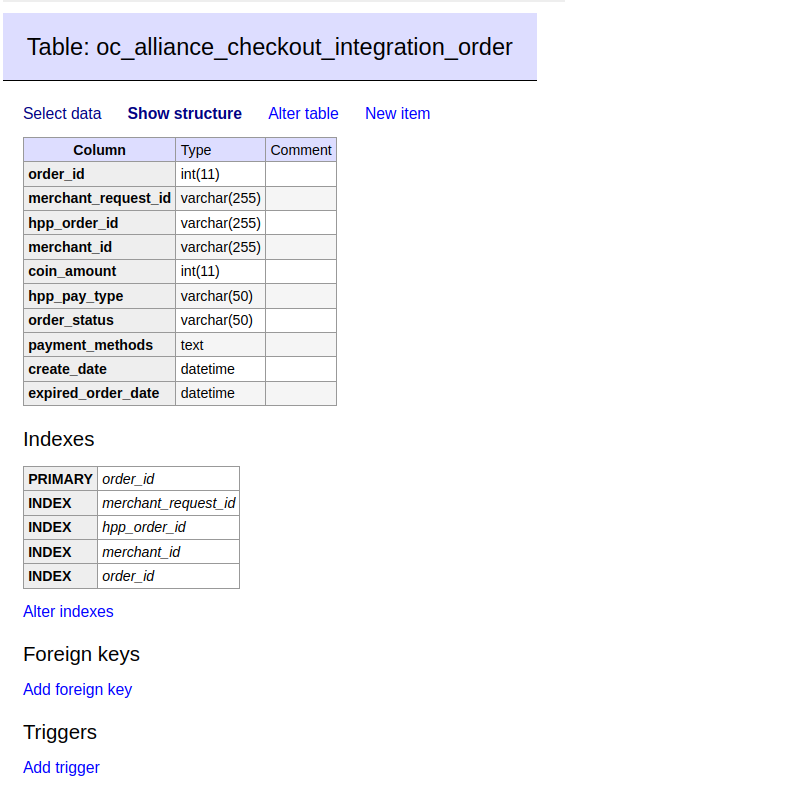 Table: oc_alliance_checkout_integration_order
Select data Show structure Alter table New item
Column Type Comment
order_id int(11)
merchant_request_id varchar(255)
hpp_order_id varchar(255)
merchant_id varchar(255)
coin_amount int(11)
hpp_pay_type varchar(50)
order_status varchar(50)
payment_methods text
create_date datetime
expired_order_date datetime
Indexes
PRIMARY order_id
INDEX merchant_request_id
INDEX hpp_order_id
INDEX merchant_id
INDEX order_id
Alter indexes
Foreign keys
Add foreign key
Triggers
Add trigger